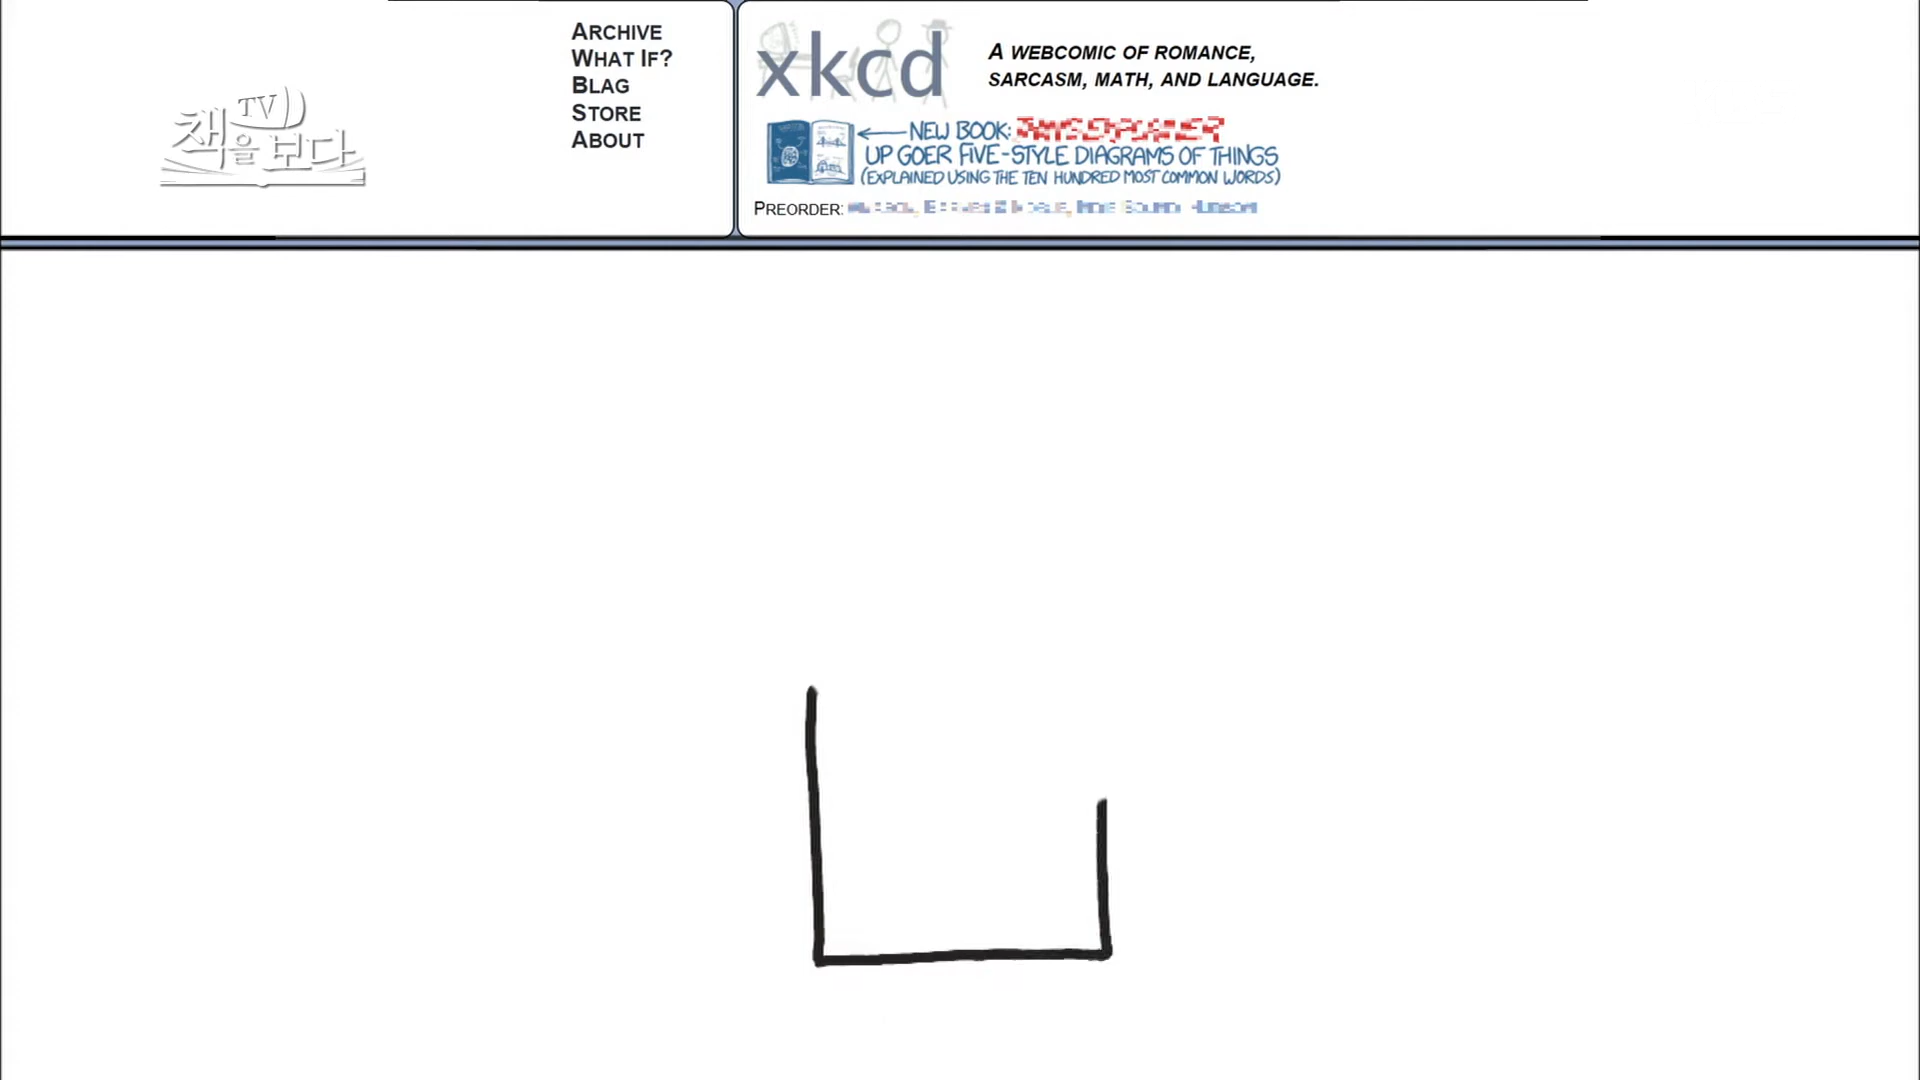 TV
책을 보다
ARCHIVE
WHAT IF?
BLAG
STORE
ABOUT
xkcd
A WEBCOMIC OF ROMANCE,
SARCASM, MATH, AND LANGUAGE.
NEW BOOK:
UP GOER FIVE-STYLE DIAGRAMS OF THINGS
(EXPLAINED USING THE TEN HUNDRED MOST COMMON WORDS)
PREORDER: